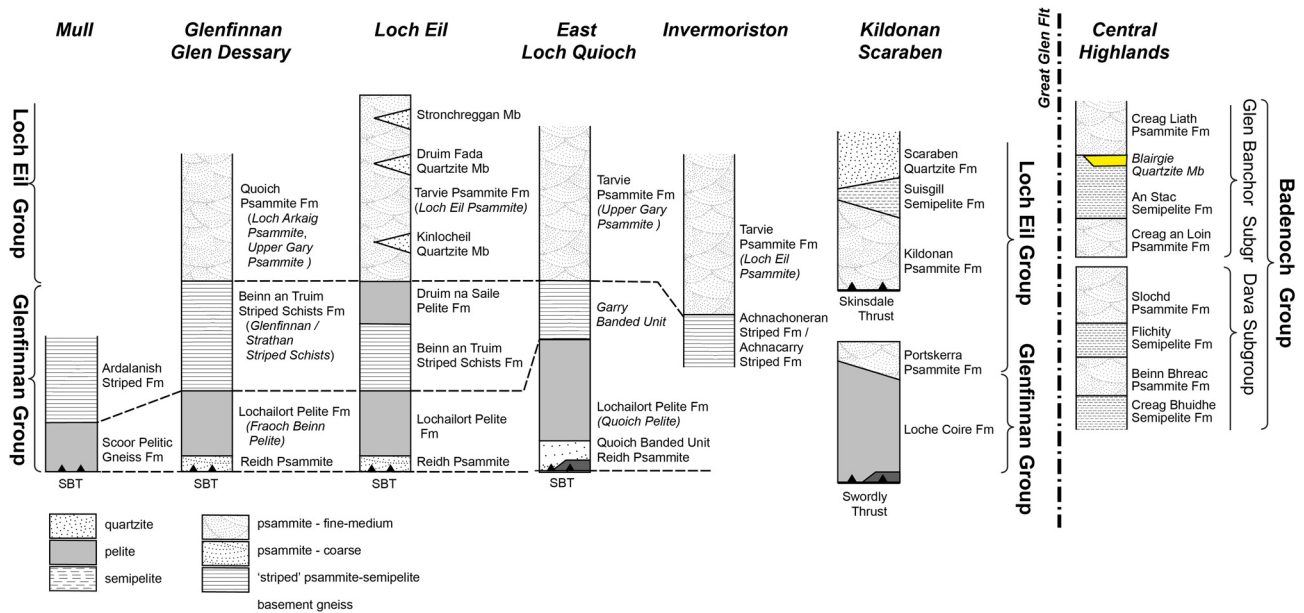 Mull
Glenfinnan
Glen Dessary
Loch Eil
East
Loch Quioch
Invermoriston
Kildonan
Scaraben
Great Glen Flt
Central
Highlands
Loch Eil Group
Glenfinnan Group
Ardalanish
Striped Fm
Scoor Pelitic
Gneiss Fm
SBT
Quoich
Psammite Fm
(Loch Arkaig
Psammite,
Upper Gary
Psammite )
Beinn an Truim
Striped Schists Fm
(Glenfinnan /
Strathan
Striped Schists)
Lochailort Pelite Fm
(Fraoch Beinn
Pelite)
Reidh Psammite
SBT
Stronchreggan Mb
Druim Fada
Quartzite Mb
Tarvie Psammite Fm
(Loch Eil Psammite)
Kinlocheil
Quartzite Mb
Druim na Saile
Pelite Fm
Beinn an Truim
Striped Schists Fm
Lochailort Pelite
Fm
Reidh Psammite
SBT
Tarvie
Psammite Fm
(Upper Gary
Psammite )
Garry
Banded Unit
Lochailort Pelite Fm
(Quoich Pelite)
Quoich Banded Unit
Reidh Psammite
SBT
Tarvie
Psammite Fm
(Loch Eil
Psammite)
Achnachoneran
Striped Fm /
Achnacarry
Striped Fm
Scaraben
Quartzite Fm
Suisgill
Semipelite Fm
Kildonan
Psammite Fm
Skinsdale
Thrust
Portskerra
Psammite Fm
Loche Coire Fm
Swordly
Thrust
Loch Eil Group
Glenfinnan Group
Creag Liath
Psammite Fm
Blairgie
Quartzite Mb
An Stac
Semipelite Fm
Creag an Loin
Psammite Fm
Slochd
Psammite Fm
Flichity
Semipelite Fm
Beinn Bhreac
Psammite Fm
Creag Bhuidhe
Semipelite Fm
Glen Banchor Subgr
Dava Subgroup
Badenoch Group
quartzite
pelite
semipelite
psammite - fine-medium
psammite - coarse
'striped' psammite-semipelite
basement gneiss